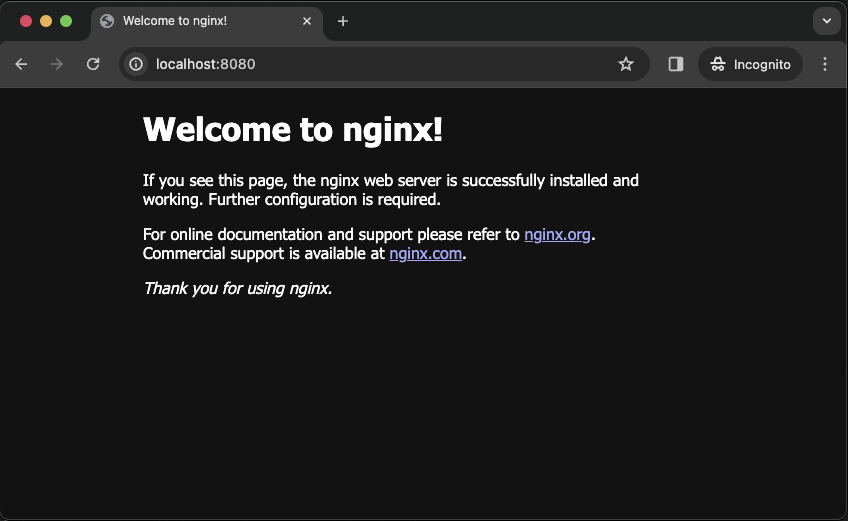 Welcome to nginx!
localhost:8080
Incognito
Welcome to nginx!
If you see this page, the nginx web server is successfully installed and
working. Further configuration is required.
For online documentation and support please refer to nginx.org.
Commercial support is available at nginx.com.
Thank you for using nginx.